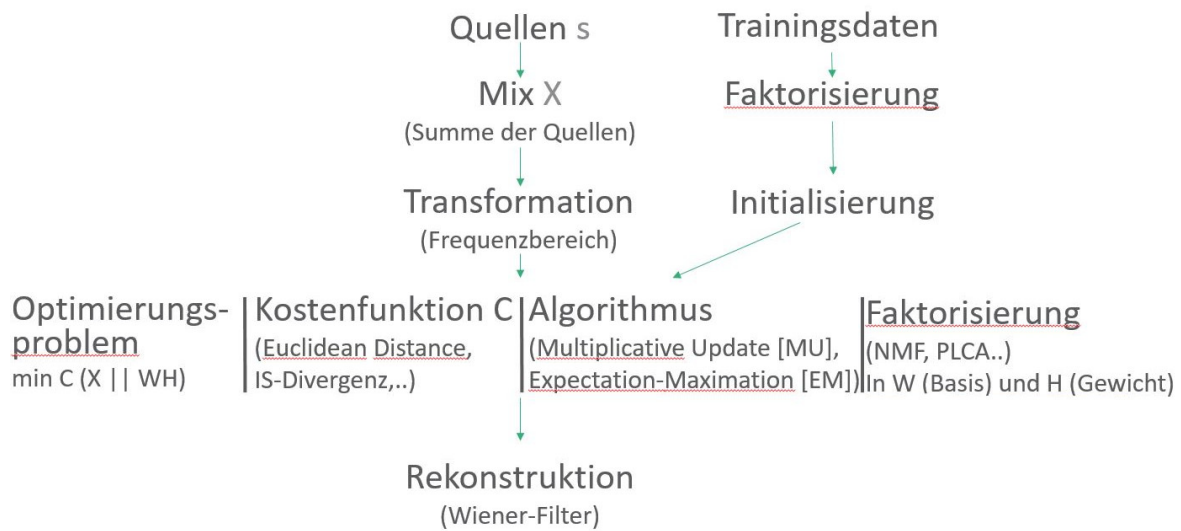 Quellen s
Trainingsdaten
Mix X
Faktorisierung
(Summe der Quellen)
Transformation
Initialisierung
(Frequenzbereich)
Optimierungs-
problem
min C (X || WH)
Kostenfunktion C
(Euclidean Distance,
IS-Divergenz,..)
Algorithmus
(Multiplicative Update [MU],
Expectation-Maximation [EM])
Faktorisierung
(NMF, PLCA..)
In W (Basis) und H (Gewicht)
Rekonstruktion
(Wiener-Filter)